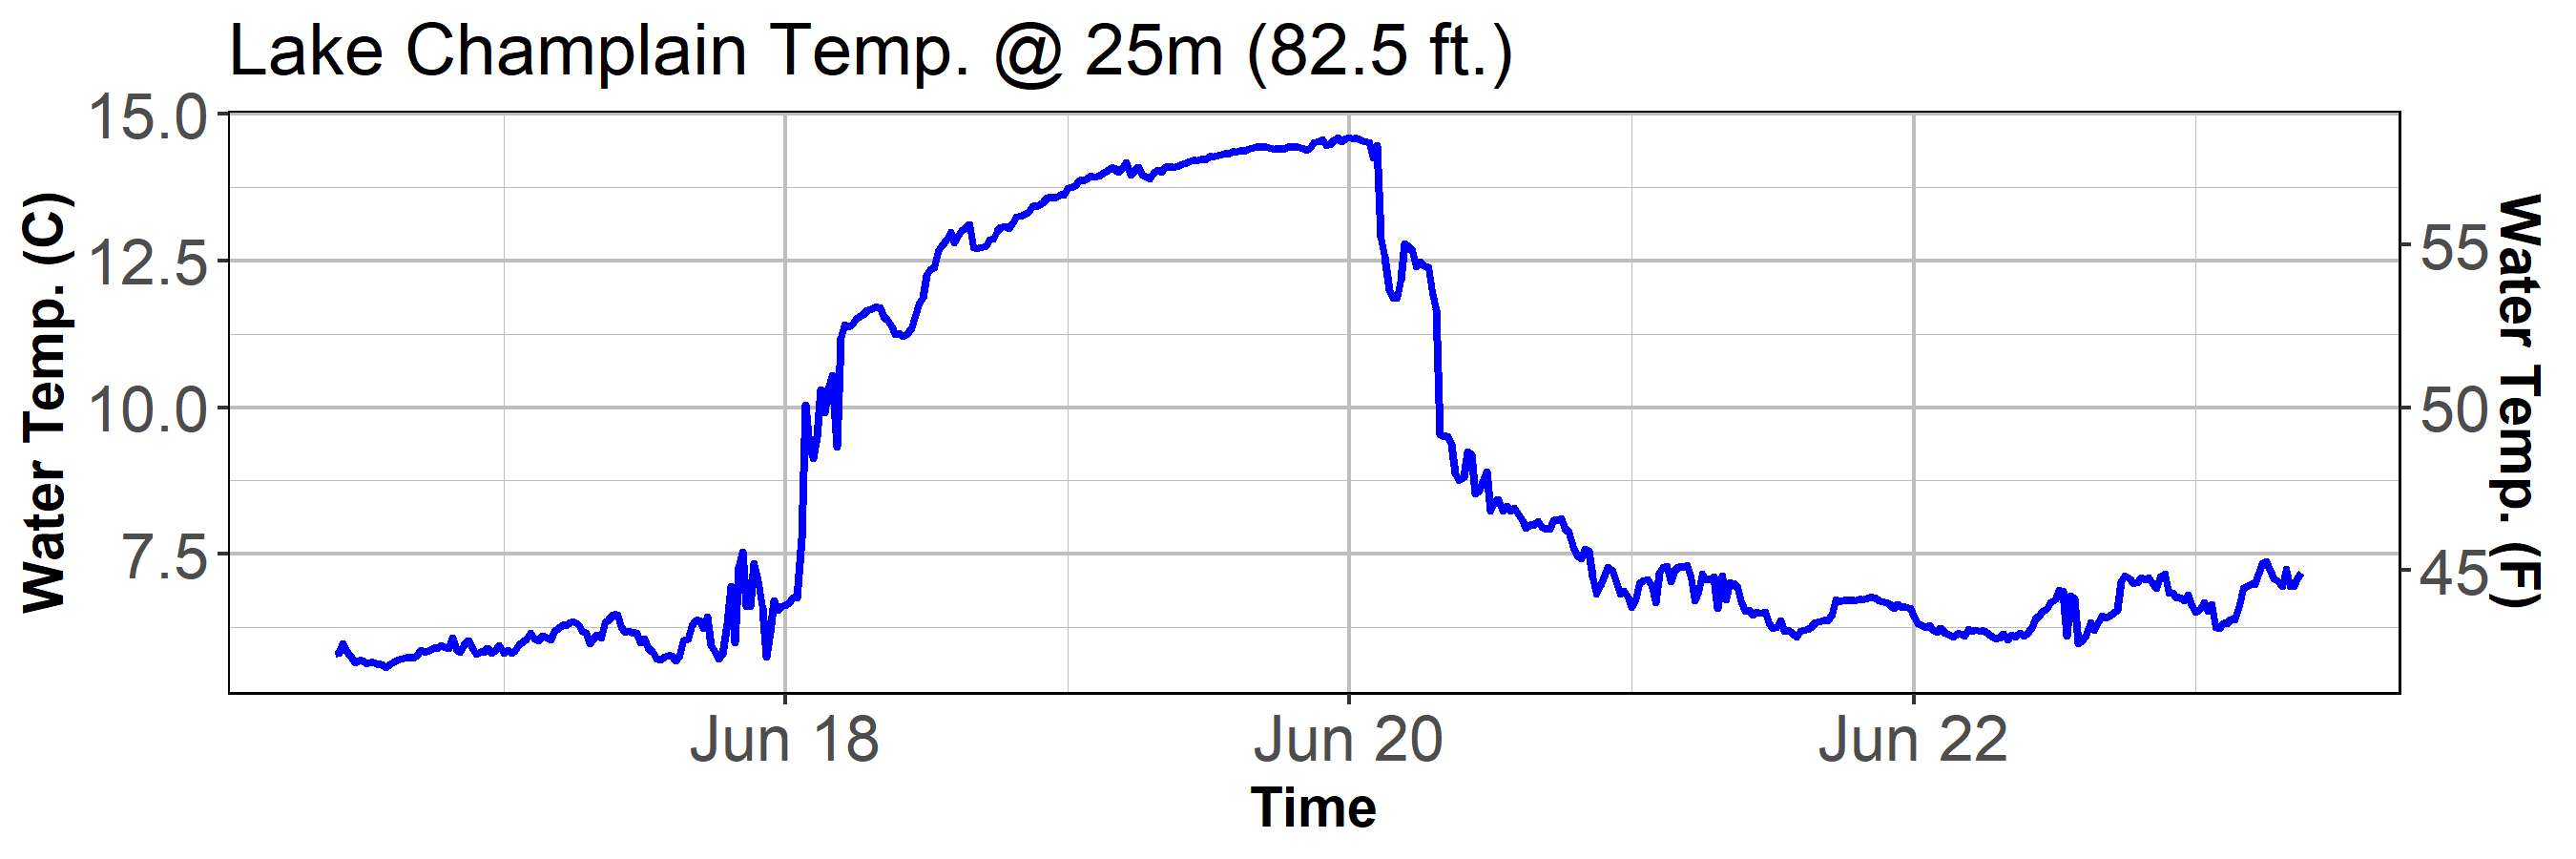 Lake Champlain Temp. @ 25m (82.5 ft.)
Water Temp. (C)
15.0
12.5
10.0
7.5
55
50
45
Water Temp. (F)
Jun 18
Jun 20
Jun 22
Time